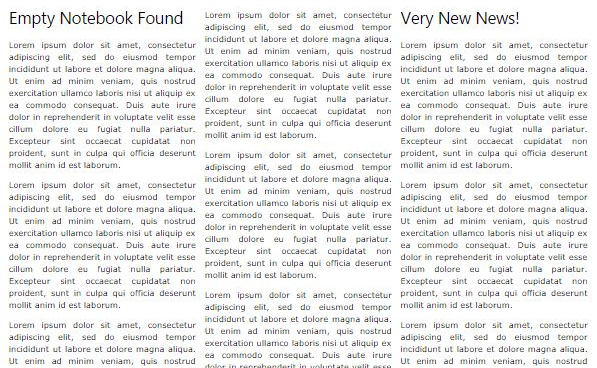 Empty Notebook Found
Lorem ipsum dolor sit amet, consectetur
adipiscing elit, sed do eiusmod tempor
incididunt ut labore et dolore magna aliqua.
Ut enim ad minim veniam, quis nostrud
exercitation ullamco laboris nisi ut aliquip ex
ea commodo consequat. Duis aute irure
dolor in reprehenderit in voluptate velit esse
cillum dolore eu fugiat nulla pariatur.
Excepteur sint occaecat cupidatat non
proident, sunt in culpa qui officia deserunt
mollit anim id est laborum.
Lorem ipsum dolor sit amet, consectetur
adipiscing elit, sed do eiusmod tempor
incididunt ut labore et dolore magna aliqua.
Ut enim ad minim veniam, quis nostrud
exercitation ullamco laboris nisi ut aliquip ex
ea commodo consequat. Duis aute irure
dolor in reprehenderit in voluptate velit esse
cillum dolore eu fugiat nulla pariatur.
Excepteur sint occaecat cupidatat non
proident, sunt in culpa qui officia deserunt
mollit anim id est laborum.
Lorem ipsum dolor sit amet, consectetur
adipiscing elit, sed do eiusmod tempor
incididunt ut labore et dolore magna aliqua.
Ut enim ad minim veniam, quis nostrud
Lorem ipsum dolor sit amet, consectetur
adipiscing elit, sed do eiusmod tempor
incididunt ut labore et dolore magna aliqua.
Ut enim ad minim veniam, quis nostrud
exercitation ullamco laboris nisi ut aliquip ex
ea commodo consequat. Duis aute irure
dolor in reprehenderit in voluptate velit esse
cillum dolore eu fugiat nulla pariatur.
Excepteur sint occaecat cupidatat non
proident, sunt in culpa qui officia deserunt
mollit anim id est laborum.
Lorem ipsum dolor sit amet, consectetur
adipiscing elit, sed do eiusmod tempor
incididunt ut labore et dolore magna aliqua.
Ut enim ad minim veniam, quis nostrud
exercitation ullamco laboris nisi ut aliquip ex
ea commodo consequat. Duis aute irure
dolor in reprehenderit in voluptate velit esse
cillum dolore eu fugiat nulla pariatur.
Excepteur sint occaecat cupidatat non
proident, sunt in culpa qui officia deserunt
mollit anim id est laborum.
Lorem ipsum dolor sit amet, consectetur
adipiscing elit, sed do eiusmod tempor
incididunt ut labore et dolore magna aliqua.
Ut enim ad minim veniam, quis nostrud
exercitation ullamco laboris nisi ut aliquip ex
ea commodo consequat. Duis aute irure
dolor in reprehenderit in voluptate velit esse
Very New News!
Lorem ipsum dolor sit amet, consectetur
adipiscing elit, sed do eiusmod tempor
incididunt ut labore et dolore magna aliqua.
Ut enim ad minim veniam, quis nostrud
exercitation ullamco laboris nisi ut aliquip ex
ea commodo consequat. Duis aute irure
dolor in reprehenderit in voluptate velit esse
cillum dolore eu fugiat nulla pariatur.
Excepteur sint occaecat cupidatat non
proident, sunt in culpa qui officia deserunt
mollit anim id est laborum.
Lorem ipsum dolor sit amet, consectetur
adipiscing elit, sed do eiusmod tempor
incididunt ut labore et dolore magna aliqua.
Ut enim ad minim veniam, quis nostrud
exercitation ullamco laboris nisi ut aliquip ex
ea commodo consequat. Duis aute irure
dolor in reprehenderit in voluptate velit esse
cillum dolore eu fugiat nulla pariatur.
Excepteur sint occaecat cupidatat non
proident, sunt in culpa qui officia deserunt
mollit anim id est laborum.
Lorem ipsum dolor sit amet, consectetur
adipiscing elit, sed do eiusmod tempor
incididunt ut labore et dolore magna aliqua.
Ut enim ad minim veniam, quis nostrud